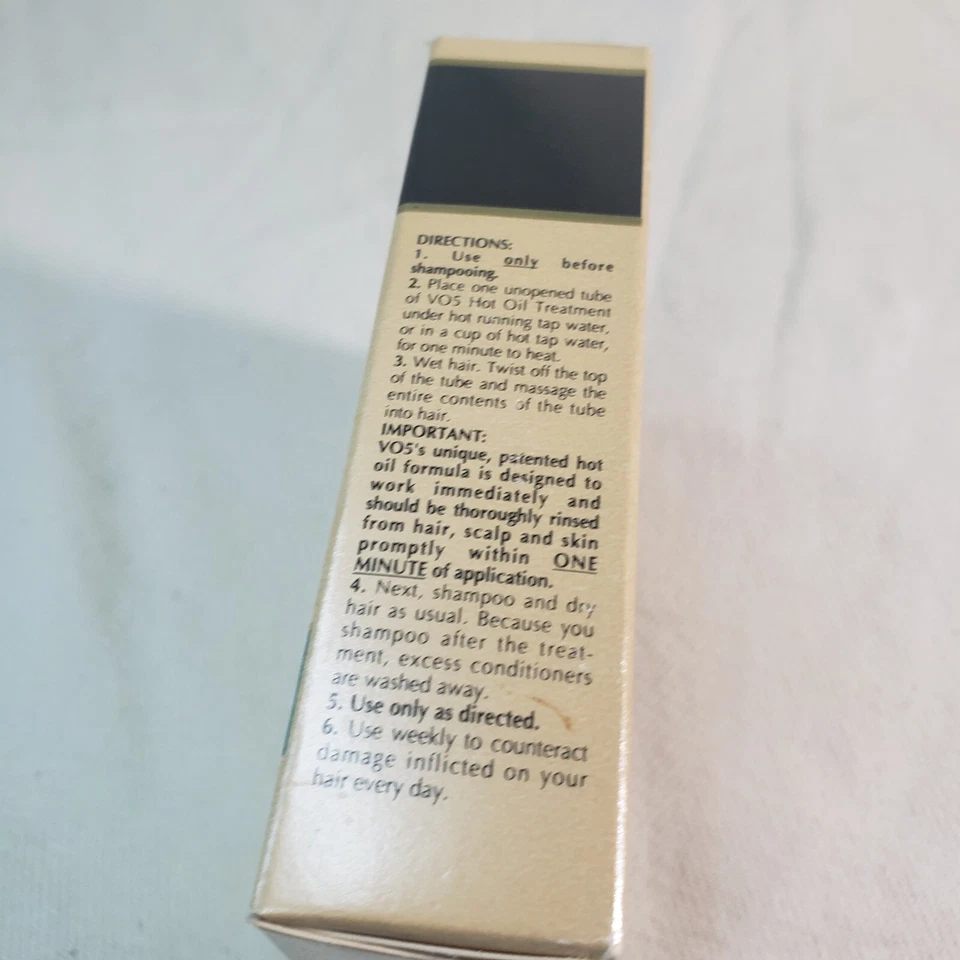 DIRECTIONS:
1. Use only before
shampooing.
2. Place one unopened tube
of VO5 Hot Oil Treatment
under hot running tap water,
or in a cup of hot tap water,
for one minute to heat.
3. Wet hair. Twist off the top
of the tube and massage the
entire contents of the tube
into hair.
IMPORTANT:
VO5's unique, patented hot
oil formula is designed to
work immediately and
should be thoroughly rinsed
from hair, scalp and skin
promptly within ONE
MINUTE of application.
4. Next, shampoo and dry
hair as usual. Because you
shampoo after the treat-
ment, excess conditioners
are washed away.
5. Use only as directed.
6. Use weekly to counteract
damage inflicted on your
hair every day.